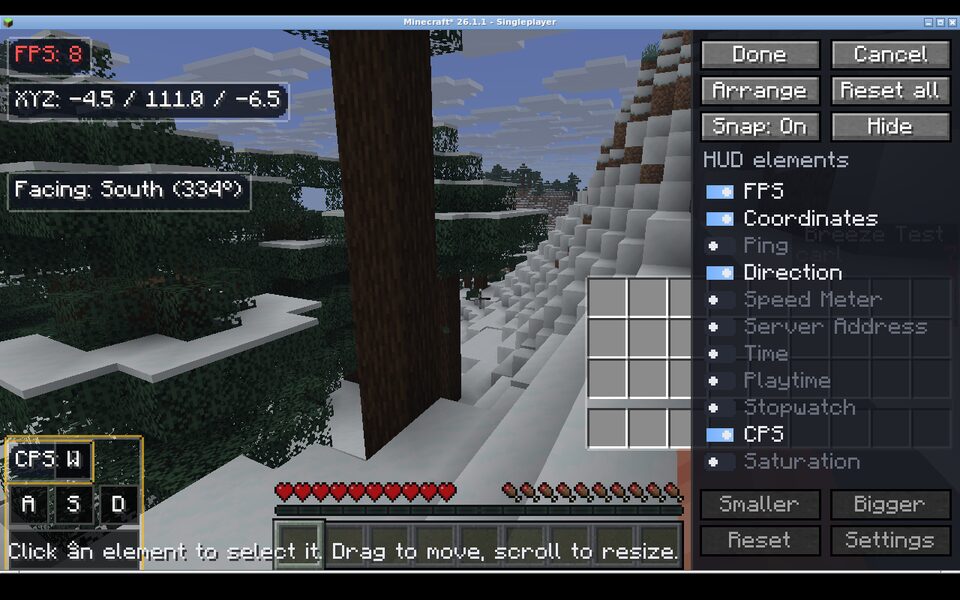 Minecraft* 26.1.1 - Singleplayer
FPS: 8
XYZ: -4.5 / 111.0 / -6.5
Facing: South (334°)
Done
Cancel
Arrange
Reset all
Snap: On
Hide
HUD elements
FPS
Coordinates
Breeze Test
Ping
Direction
Speed Meter
Server Address
Time
Playtime
Stopwatch
CPS
Saturation
Smaller
Bigger
Reset
Settings
CPS W
A S D
Click an element to select it. Drag to move, scroll to resize.